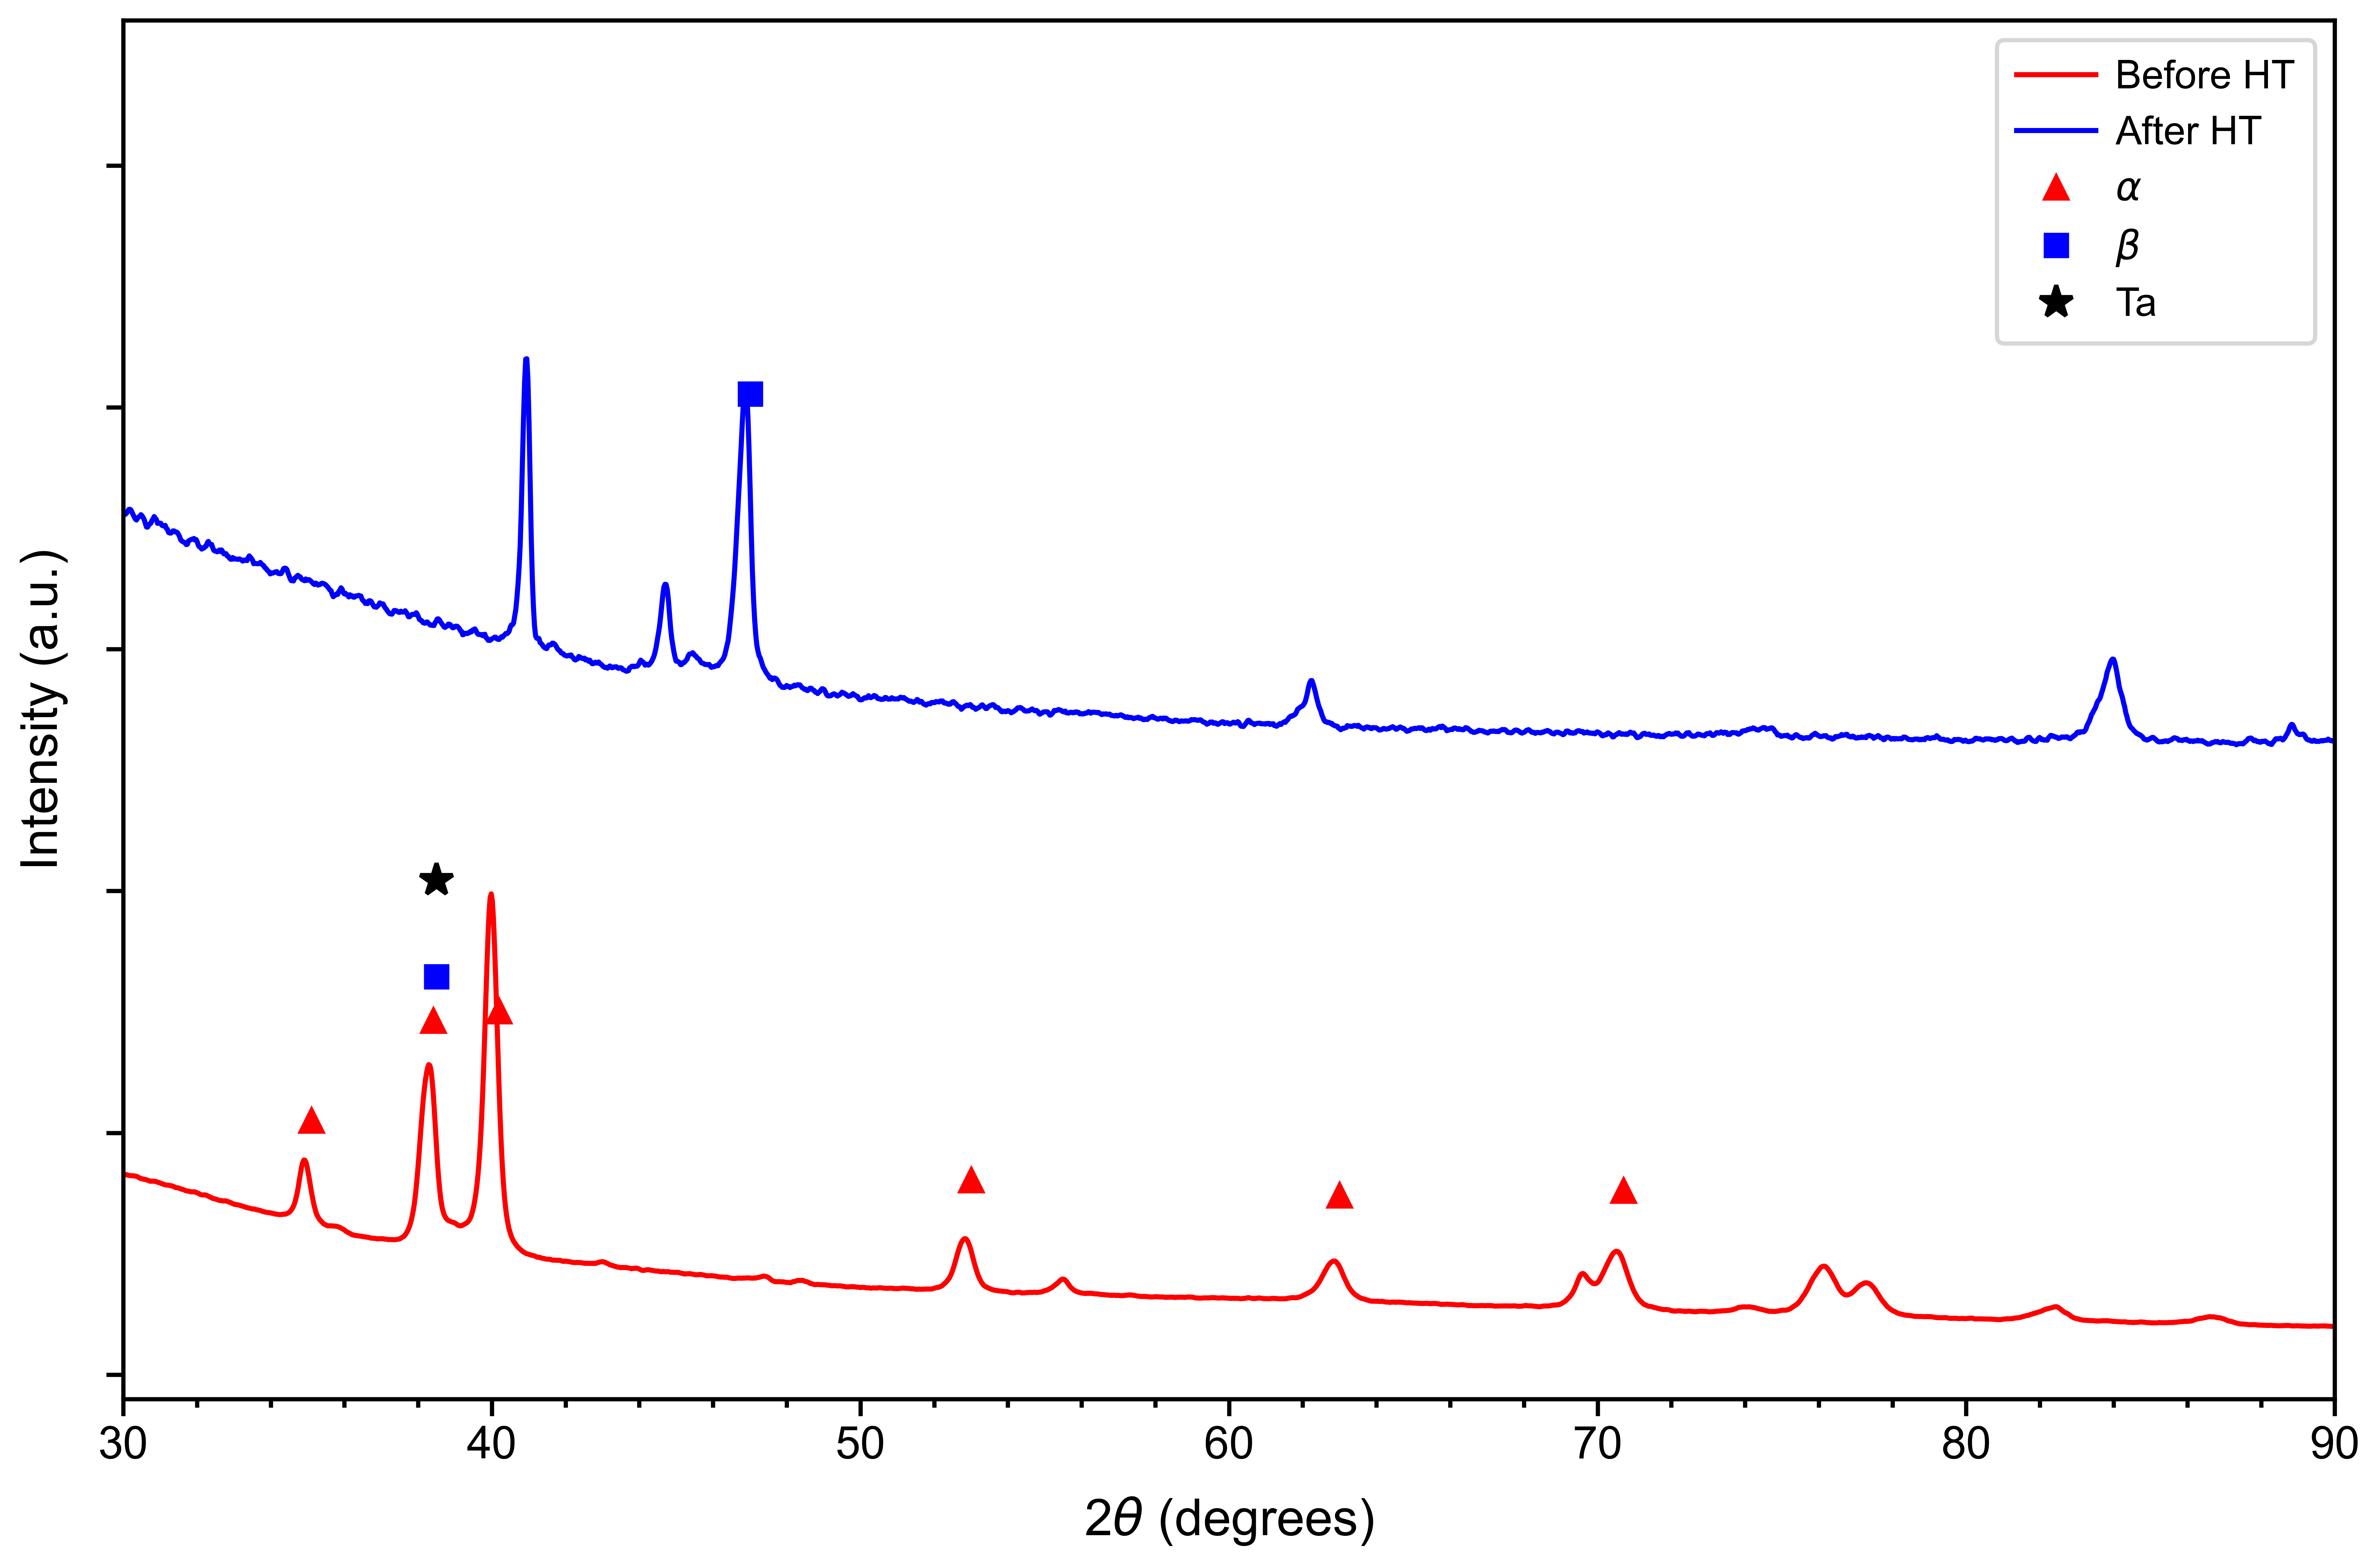 Before HT
After HT
α
β
Ta
Intensity (a.u.)
30 40 50 60 70 80 90
2θ (degrees)